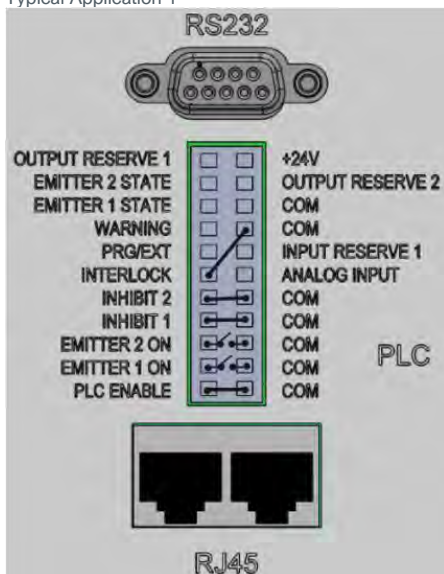 Typical Application 1
RS232
OUTPUT RESERVE 1 +24V
EMITTER 2 STATE OUTPUT RESERVE 2
EMITTER 1 STATE COM
WARNING COM
PRG/EXT INPUT RESERVE 1
INTERLOCK ANALOG INPUT
INHIBIT 2 COM
INHIBIT 1 COM
EMITTER 2 ON COM
EMITTER 1 ON COM
PLC ENABLE COM
PLC
RJ45